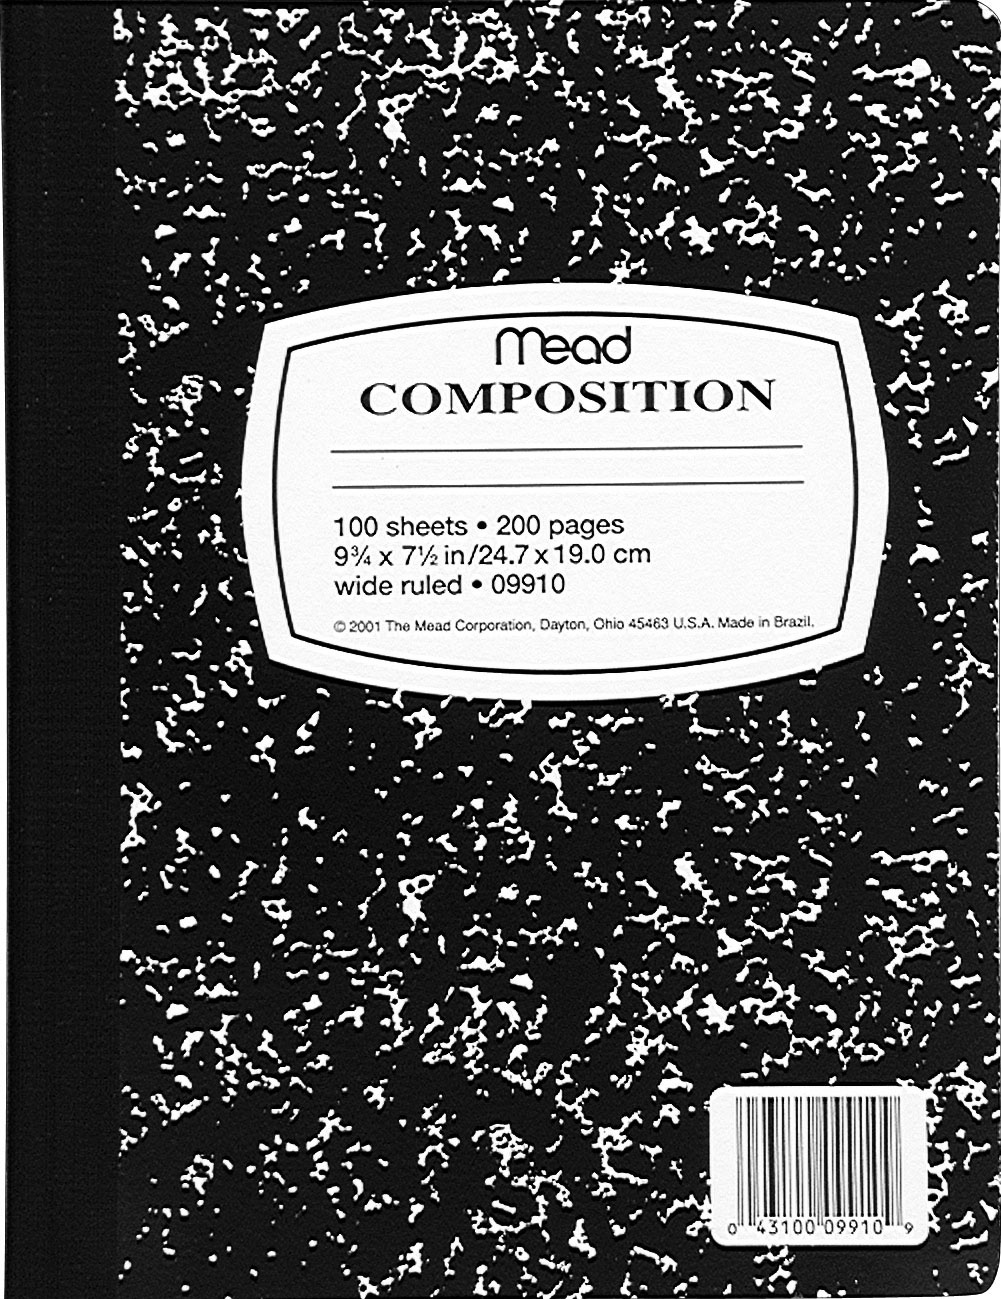 mead
COMPOSITION
100 sheets • 200 pages
9¾ x 7½ in/24.7 x 19.0 cm
wide ruled • 09910
© 2001 The Mead Corporation, Dayton, Ohio 45463 U.S.A. Made in Brazil.
0 43100 09910 9